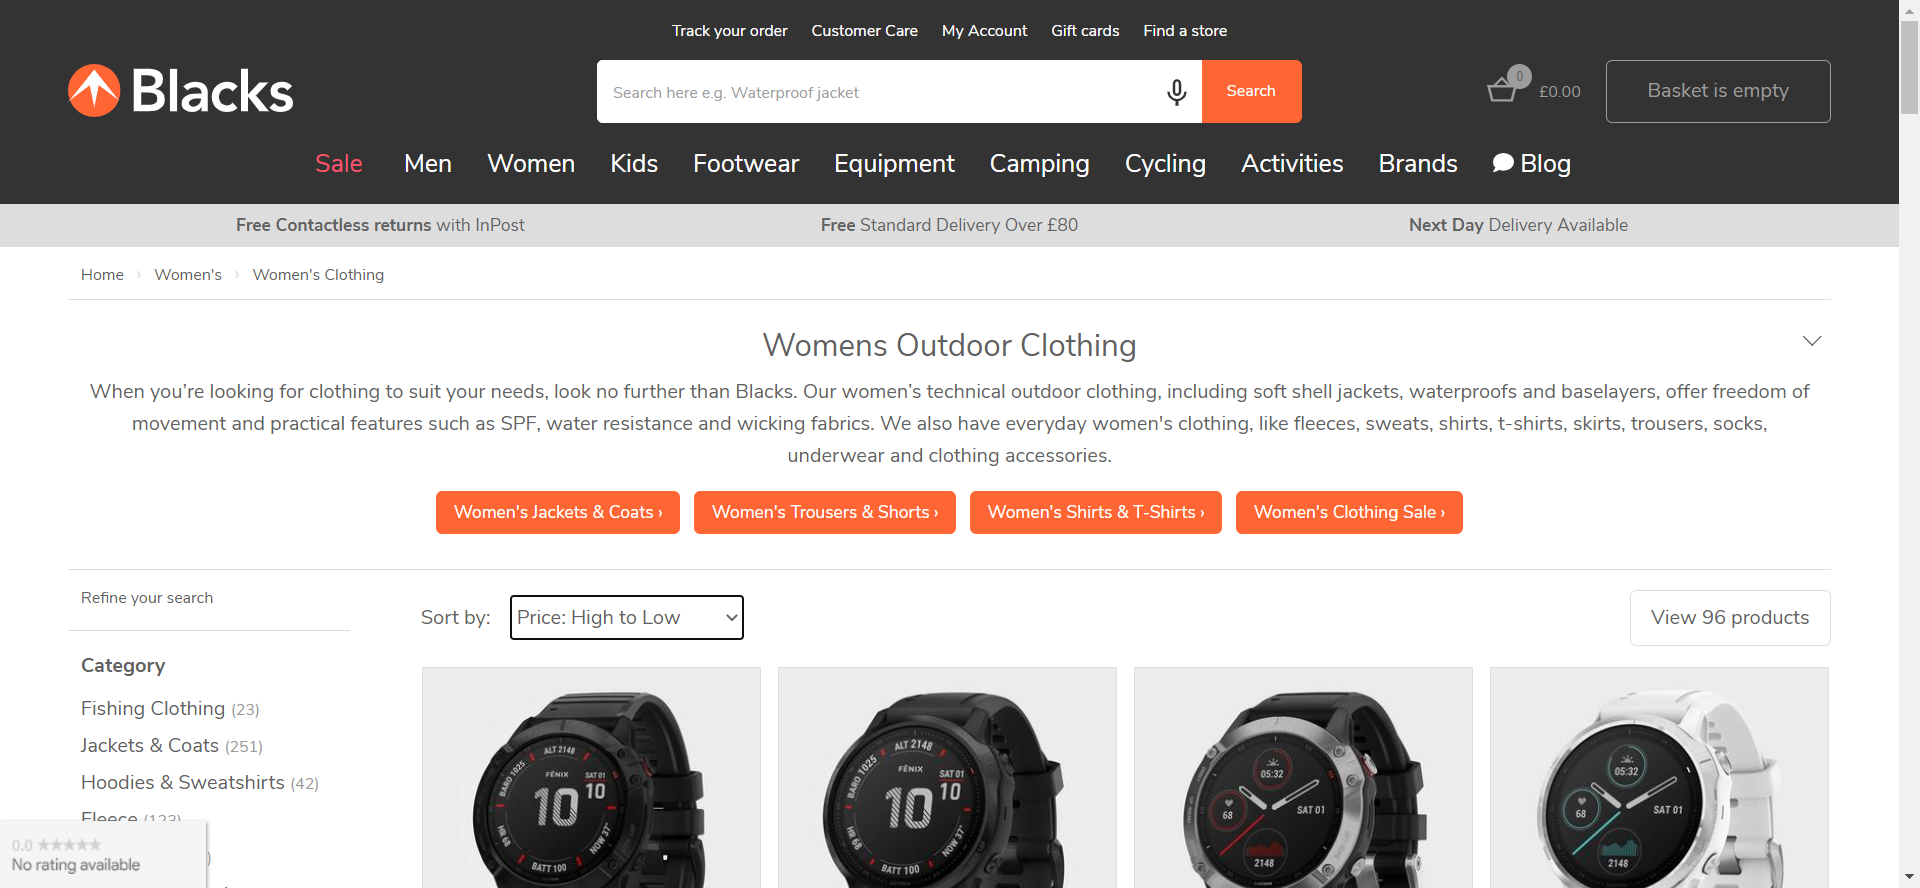 Track your order Customer Care My Account Gift cards Find a store
Blacks
Search here e.g. Waterproof jacket
Search
0
£0.00
Basket is empty
Sale Men Women Kids Footwear Equipment Camping Cycling Activities Brands Blog
Free Contactless returns with InPost
Free Standard Delivery Over £80
Next Day Delivery Available
Home › Women's › Women's Clothing
Womens Outdoor Clothing
When you’re looking for clothing to suit your needs, look no further than Blacks. Our women’s technical outdoor clothing, including soft shell jackets, waterproofs and baselayers, offer freedom of
movement and practical features such as SPF, water resistance and wicking fabrics. We also have everyday women's clothing, like fleeces, sweats, shirts, t-shirts, skirts, trousers, socks,
underwear and clothing accessories.
Women's Jackets & Coats ›
Women's Trousers & Shorts ›
Women's Shirts & T-Shirts ›
Women's Clothing Sale ›
Refine your search
Sort by: Price: High to Low
View 96 products
Category
Fishing Clothing (23)
Jackets & Coats (251)
Hoodies & Sweatshirts (42)
Fleece (123)
0.0 ★★★★★
No rating available
ALT 2148
BARO 1025
FĒNIX
SAT 01
10 10
HR 68
NOW 37°
BATT 100
ALT 2148
BARO 1025
FĒNIX
SAT 01
10 10
HR 68
NOW 37°
BATT 100
05:32
68
SAT 01
2148
05:32
68
SAT 01
2148